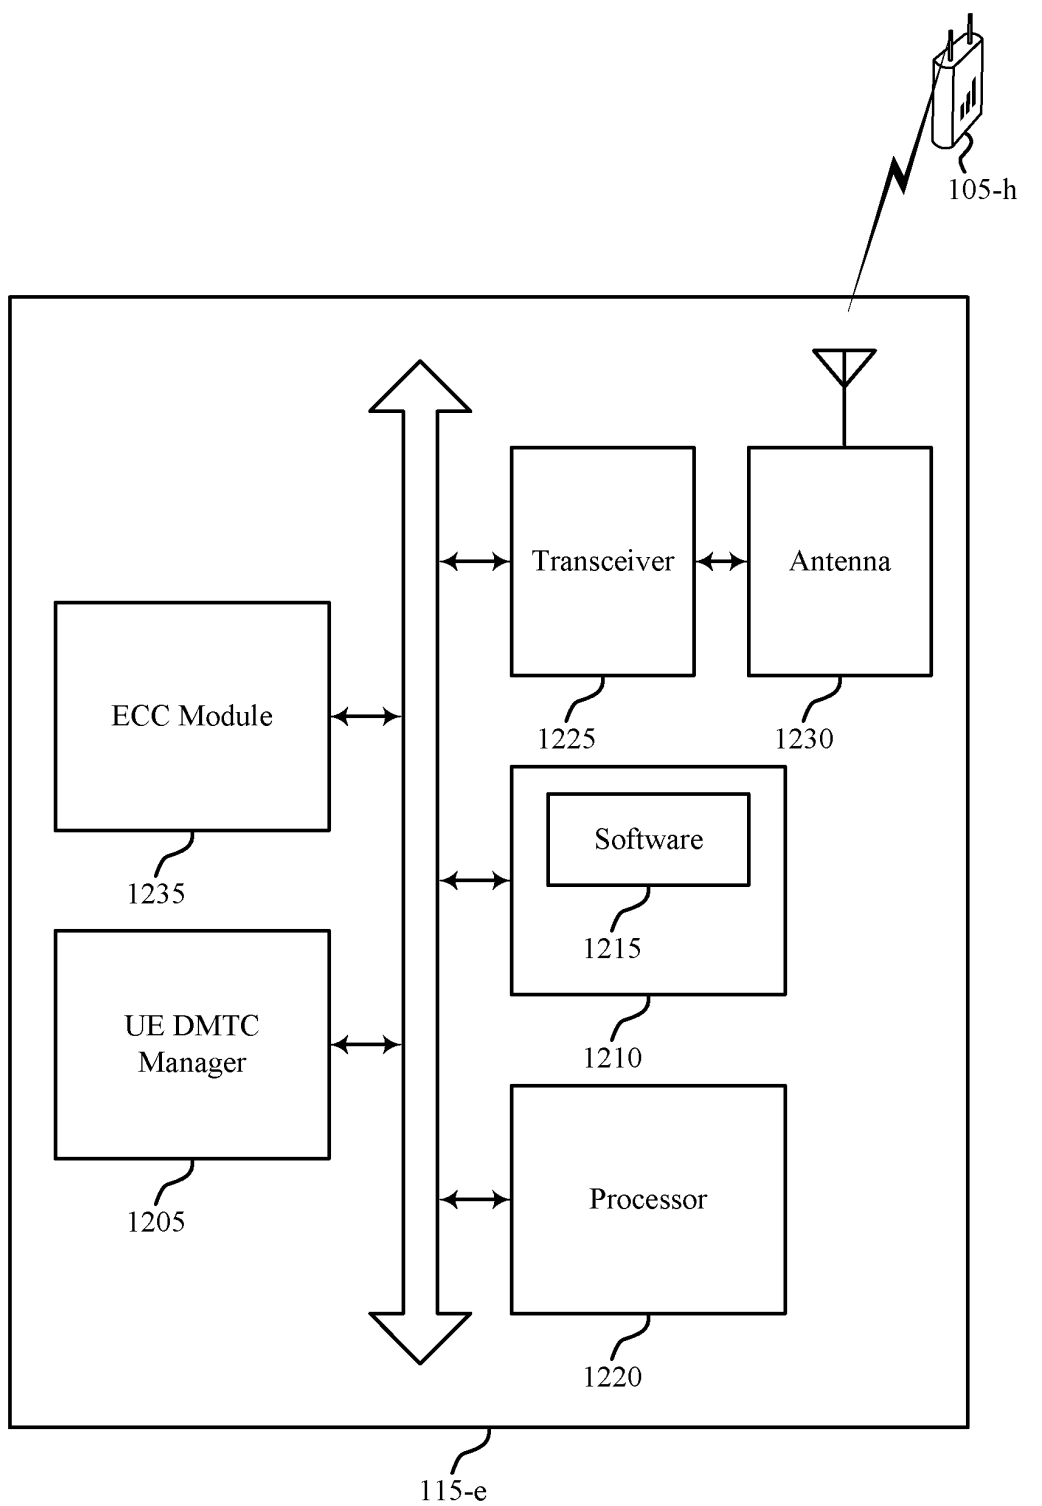 105-h
Transceiver
Antenna
1225
1230
ECC Module
1235
Software
1215
1210
UE DMTC
Manager
1205
Processor
1220
115-e